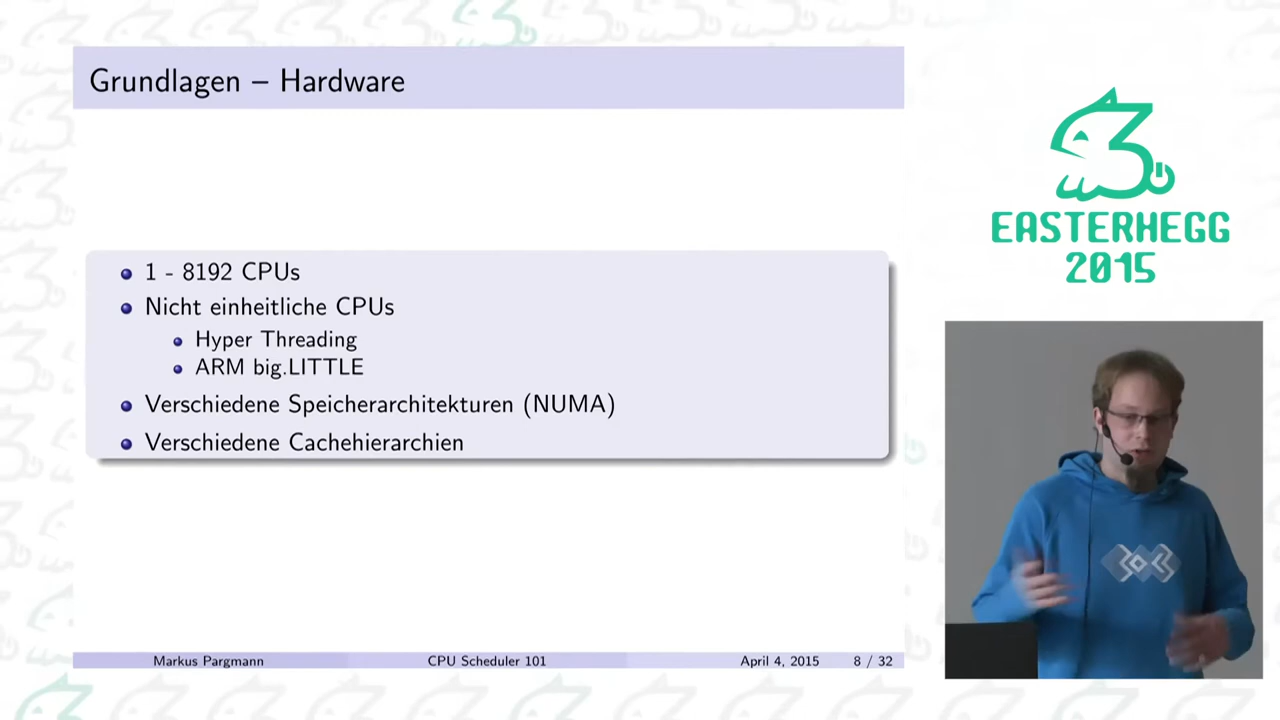 Grundlagen – Hardware
1 - 8192 CPUs
Nicht einheitliche CPUs
Hyper Threading
ARM big.LITTLE
Verschiedene Speicherarchitekturen (NUMA)
Verschiedene Cachehierarchien
Markus Pargmann CPU Scheduler 101 April 4, 2015 8 / 32
EASTERHEGG
2015